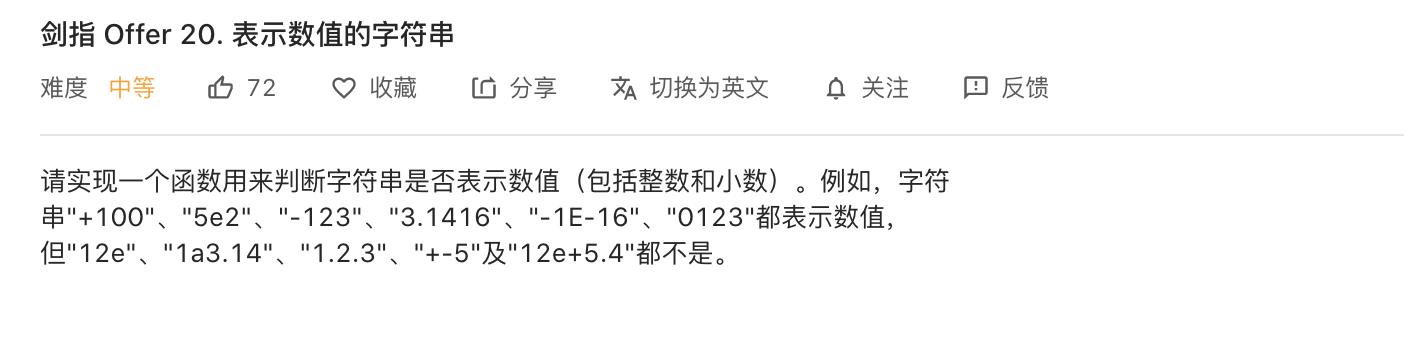 剑指 Offer 20. 表示数值的字符串
难度 中等 72 收藏 分享 切换为英文 关注 反馈
请实现一个函数用来判断字符串是否表示数值（包括整数和小数）。例如，字符
串"+100"、"5e2"、"-123"、"3.1416"、"-1E-16"、"0123"都表示数值，
但"12e"、"1a3.14"、"1.2.3"、"+-5"及"12e+5.4"都不是。